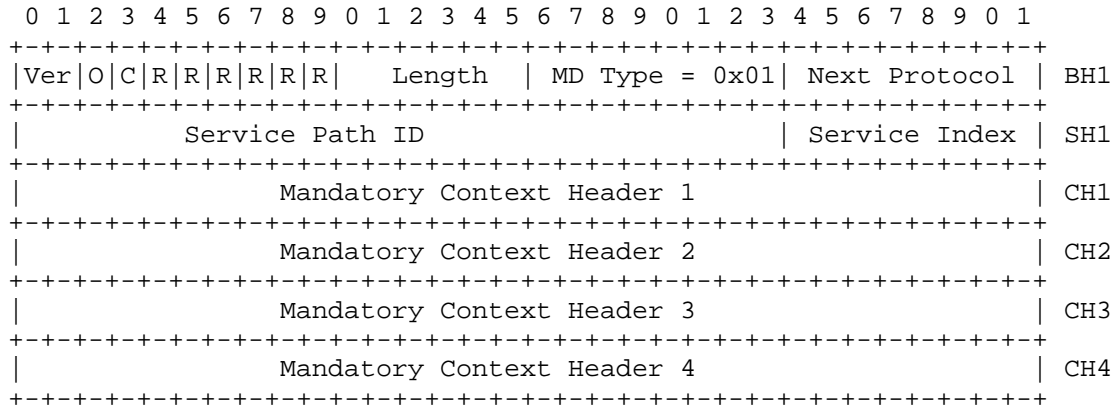 0 1 2 3 4 5 6 7 8 9 0 1 2 3 4 5 6 7 8 9 0 1 2 3 4 5 6 7 8 9 0 1
+-+-+-+-+-+-+-+-+-+-+-+-+-+-+-+-+-+-+-+-+-+-+-+-+-+-+-+-+-+-+-+-+
|Ver|O|C|R|R|R|R|R|R|   Length  | MD Type = 0x01| Next Protocol | BH1
+-+-+-+-+-+-+-+-+-+-+-+-+-+-+-+-+-+-+-+-+-+-+-+-+-+-+-+-+-+-+-+-+
|          Service Path ID                      | Service Index | SH1
+-+-+-+-+-+-+-+-+-+-+-+-+-+-+-+-+-+-+-+-+-+-+-+-+-+-+-+-+-+-+-+-+
|                Mandatory Context Header 1                     | CH1
+-+-+-+-+-+-+-+-+-+-+-+-+-+-+-+-+-+-+-+-+-+-+-+-+-+-+-+-+-+-+-+-+
|                Mandatory Context Header 2                     | CH2
+-+-+-+-+-+-+-+-+-+-+-+-+-+-+-+-+-+-+-+-+-+-+-+-+-+-+-+-+-+-+-+-+
|                Mandatory Context Header 3                     | CH3
+-+-+-+-+-+-+-+-+-+-+-+-+-+-+-+-+-+-+-+-+-+-+-+-+-+-+-+-+-+-+-+-+
|                Mandatory Context Header 4                     | CH4
+-+-+-+-+-+-+-+-+-+-+-+-+-+-+-+-+-+-+-+-+-+-+-+-+-+-+-+-+-+-+-+-+